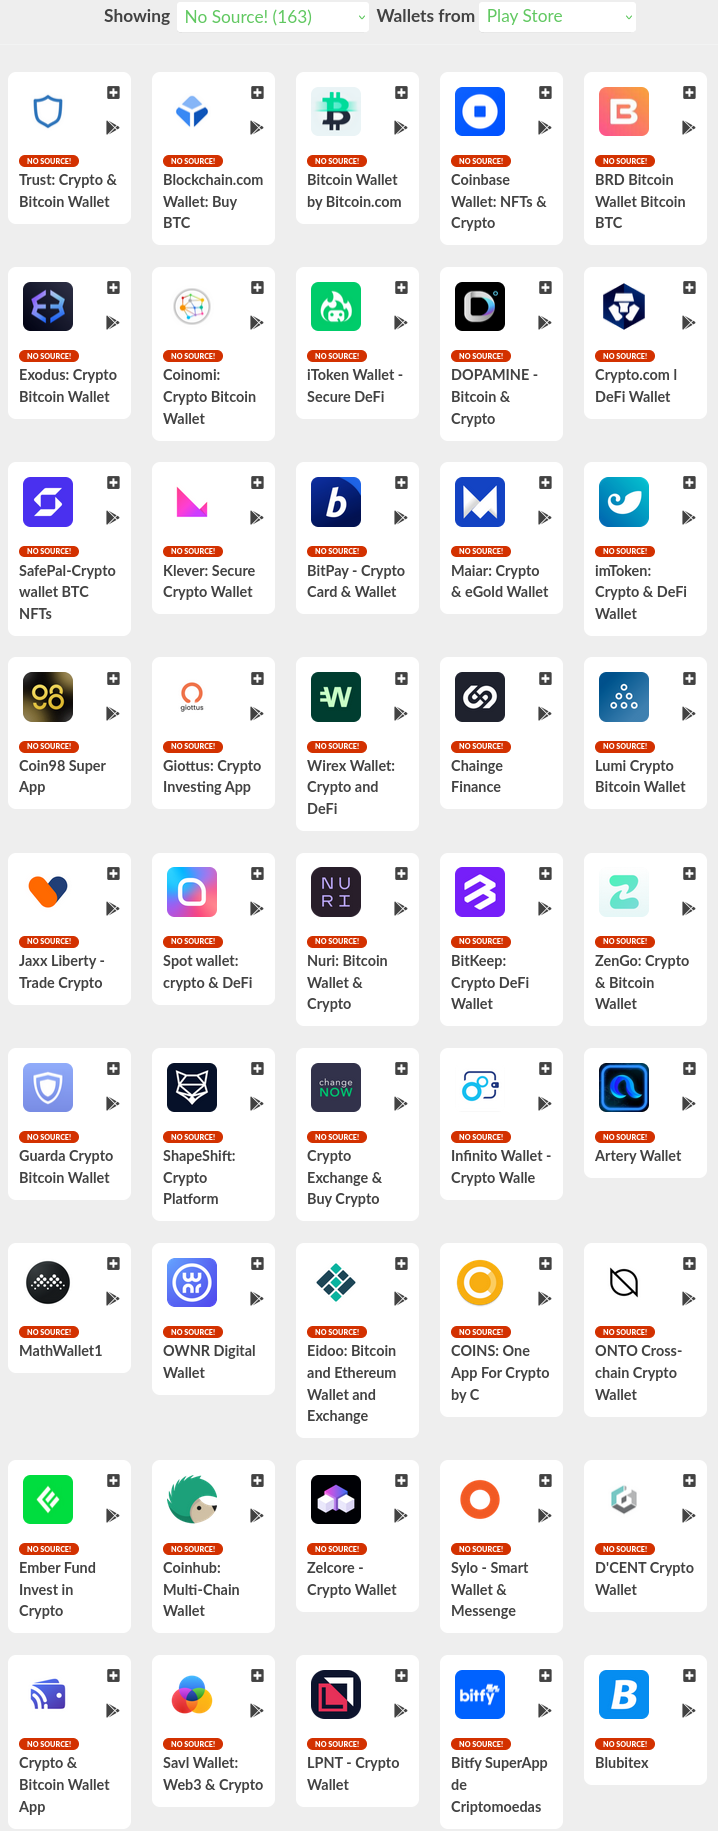 Showing No Source! (163) Wallets from Play Store
NO SOURCE!
Trust: Crypto &
Bitcoin Wallet
NO SOURCE!
Blockchain.com
Wallet: Buy
BTC
NO SOURCE!
Bitcoin Wallet
by Bitcoin.com
NO SOURCE!
Coinbase
Wallet: NFTs &
Crypto
NO SOURCE!
BRD Bitcoin
Wallet Bitcoin
BTC
NO SOURCE!
Exodus: Crypto
Bitcoin Wallet
NO SOURCE!
Coinomi:
Crypto Bitcoin
Wallet
NO SOURCE!
iToken Wallet -
Secure DeFi
NO SOURCE!
DOPAMINE -
Bitcoin &
Crypto
NO SOURCE!
Crypto.com l
DeFi Wallet
NO SOURCE!
SafePal-Crypto
wallet BTC
NFTs
NO SOURCE!
Klever: Secure
Crypto Wallet
b
NO SOURCE!
BitPay - Crypto
Card & Wallet
NO SOURCE!
Maiar: Crypto
& eGold Wallet
NO SOURCE!
imToken:
Crypto & DeFi
Wallet
98
NO SOURCE!
Coin98 Super
App
giottus
NO SOURCE!
Giottus: Crypto
Investing App
W
NO SOURCE!
Wirex Wallet:
Crypto and
DeFi
NO SOURCE!
Chainge
Finance
NO SOURCE!
Lumi Crypto
Bitcoin Wallet
NO SOURCE!
Jaxx Liberty -
Trade Crypto
NO SOURCE!
Spot wallet:
crypto & DeFi
NU
RI
NO SOURCE!
Nuri: Bitcoin
Wallet &
Crypto
NO SOURCE!
BitKeep:
Crypto DeFi
Wallet
NO SOURCE!
ZenGo: Crypto
& Bitcoin
Wallet
NO SOURCE!
Guarda Crypto
Bitcoin Wallet
NO SOURCE!
ShapeShift:
Crypto
Platform
change
NOW
NO SOURCE!
Crypto
Exchange &
Buy Crypto
NO SOURCE!
Infinito Wallet -
Crypto Walle
NO SOURCE!
Artery Wallet
NO SOURCE!
MathWallet1
NO SOURCE!
OWNR Digital
Wallet
NO SOURCE!
Eidoo: Bitcoin
and Ethereum
Wallet and
Exchange
NO SOURCE!
COINS: One
App For Crypto
by C
NO SOURCE!
ONTO Cross-
chain Crypto
Wallet
NO SOURCE!
Ember Fund
Invest in
Crypto
NO SOURCE!
Coinhub:
Multi-Chain
Wallet
NO SOURCE!
Zelcore -
Crypto Wallet
NO SOURCE!
Sylo - Smart
Wallet &
Messenge
NO SOURCE!
D'CENT Crypto
Wallet
NO SOURCE!
Crypto &
Bitcoin Wallet
App
NO SOURCE!
Savl Wallet:
Web3 & Crypto
NO SOURCE!
LPNT - Crypto
Wallet
bitfy
NO SOURCE!
Bitfy SuperApp
de
Criptomoedas
B
NO SOURCE!
Blubitex